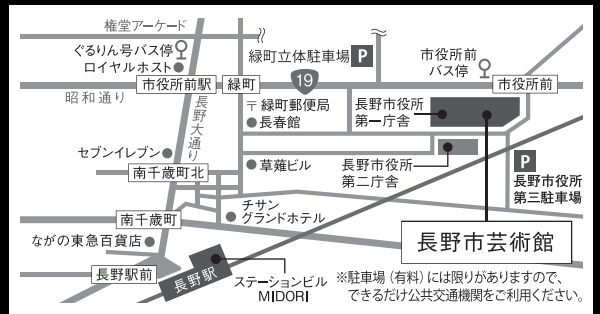 権堂アーケード
ぐるりん号バス停
ロイヤルホスト
緑町立体駐車場 P
市役所前
バス停
市役所前駅
緑町
19
市役所前
昭和通り
長野大通り
〒緑町郵便局
長春館
長野市役所
第一庁舎
セブンイレブン
南千歳町北
草薙ビル
長野市役所
第二庁舎
P
長野市役所
第三駐車場
南千歳町
チサン
グランドホテル
ながの東急百貨店
長野市芸術館
長野駅前
長野駅
ステーションビル
MIDORI
※駐車場（有料）には限りがありますので、
できるだけ公共交通機関をご利用ください。